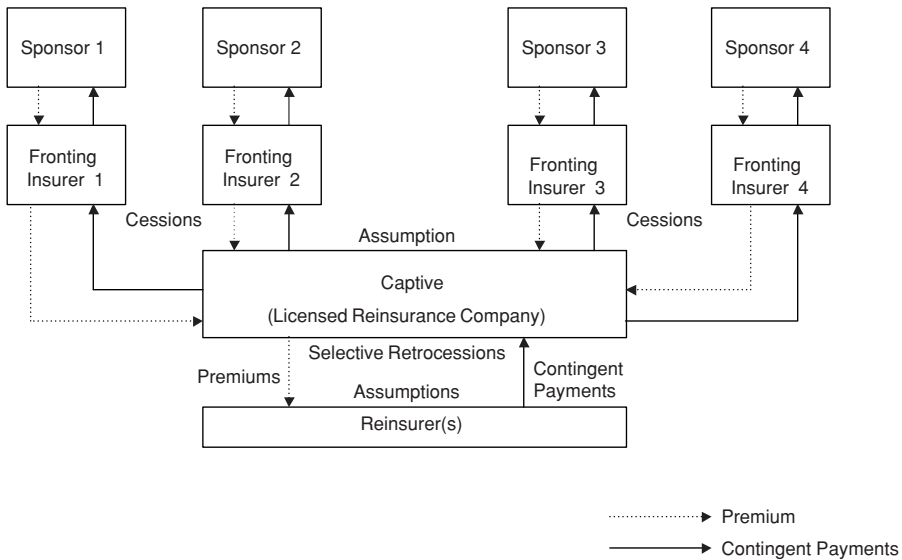 Sponsor 1
Sponsor 2
Sponsor 3
Sponsor 4
Fronting
Insurer 1
Fronting
Insurer 2
Fronting
Insurer 3
Fronting
Insurer 4
Cessions
Cessions
Assumption
Captive
(Licensed Reinsurance Company)
Selective Retrocessions
Premiums
Contingent
Payments
Assumptions
Reinsurer(s)
Premium
Contingent Payments